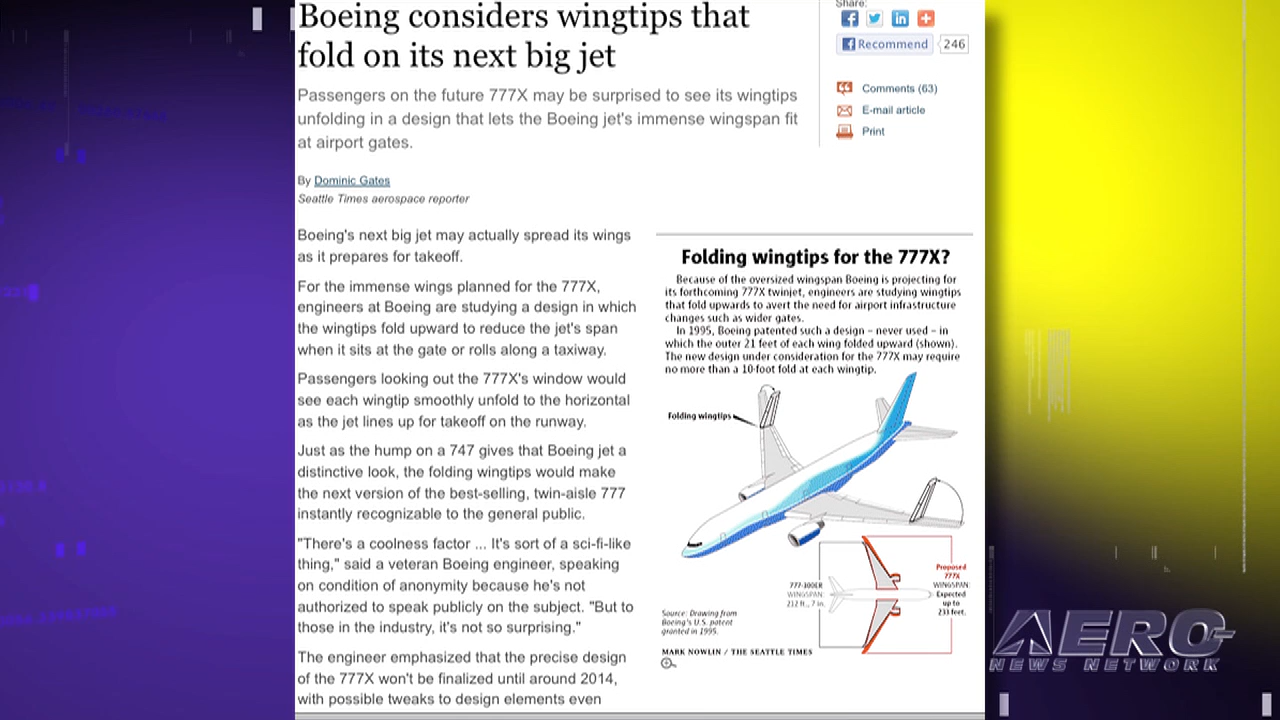 Boeing considers wingtips that
fold on its next big jet
Passengers on the future 777X may be surprised to see its wingtips
unfolding in a design that lets the Boeing jet's immense wingspan fit
at airport gates.
By Dominic Gates
Seattle Times aerospace reporter
Boeing's next big jet may actually spread its wings
as it prepares for takeoff.
For the immense wings planned for the 777X,
engineers at Boeing are studying a design in which
the wingtips fold upward to reduce the jet's span
when it sits at the gate or rolls along a taxiway.
Passengers looking out the 777X's window would
see each wingtip smoothly unfold to the horizontal
as the jet lines up for takeoff on the runway.
Just as the hump on a 747 gives that Boeing jet a
distinctive look, the folding wingtips would make
the next version of the best-selling, twin-aisle 777
instantly recognizable to the general public.
"There's a coolness factor ... It's sort of a sci-fi-like
thing," said a veteran Boeing engineer, speaking
on condition of anonymity because he's not
authorized to speak publicly on the subject. "But to
those in the industry, it's not so surprising."
The engineer emphasized that the precise design
of the 777X won't be finalized until around 2014,
with possible tweaks to design elements even
Share:
Recommend 246
Comments (63)
E-mail article
Print
Folding wingtips for the 777X?
Because of the oversized wingspan Boeing is projecting for
its forthcoming 777X twinjet, engineers are studying wingtips
that fold upwards to avert the need for airport infrastructure
changes such as wider gates.
In 1995, Boeing patented such a design – never used – in
which the outer 21 feet of each wing folded upward (shown).
The new design under consideration for the 777X may require
no more than a 10-foot fold at each wingtip.
Folding wingtips
777-300ER
WINGSPAN:
212 ft., 7 in.
Proposed
777X
WINGSPAN:
Expected
up to
233 feet.
Source: Drawing from
Boeing's U.S. patent
granted in 1995.
MARK NOWLIN / THE SEATTLE TIMES
AERO-
NEWS NETWORK